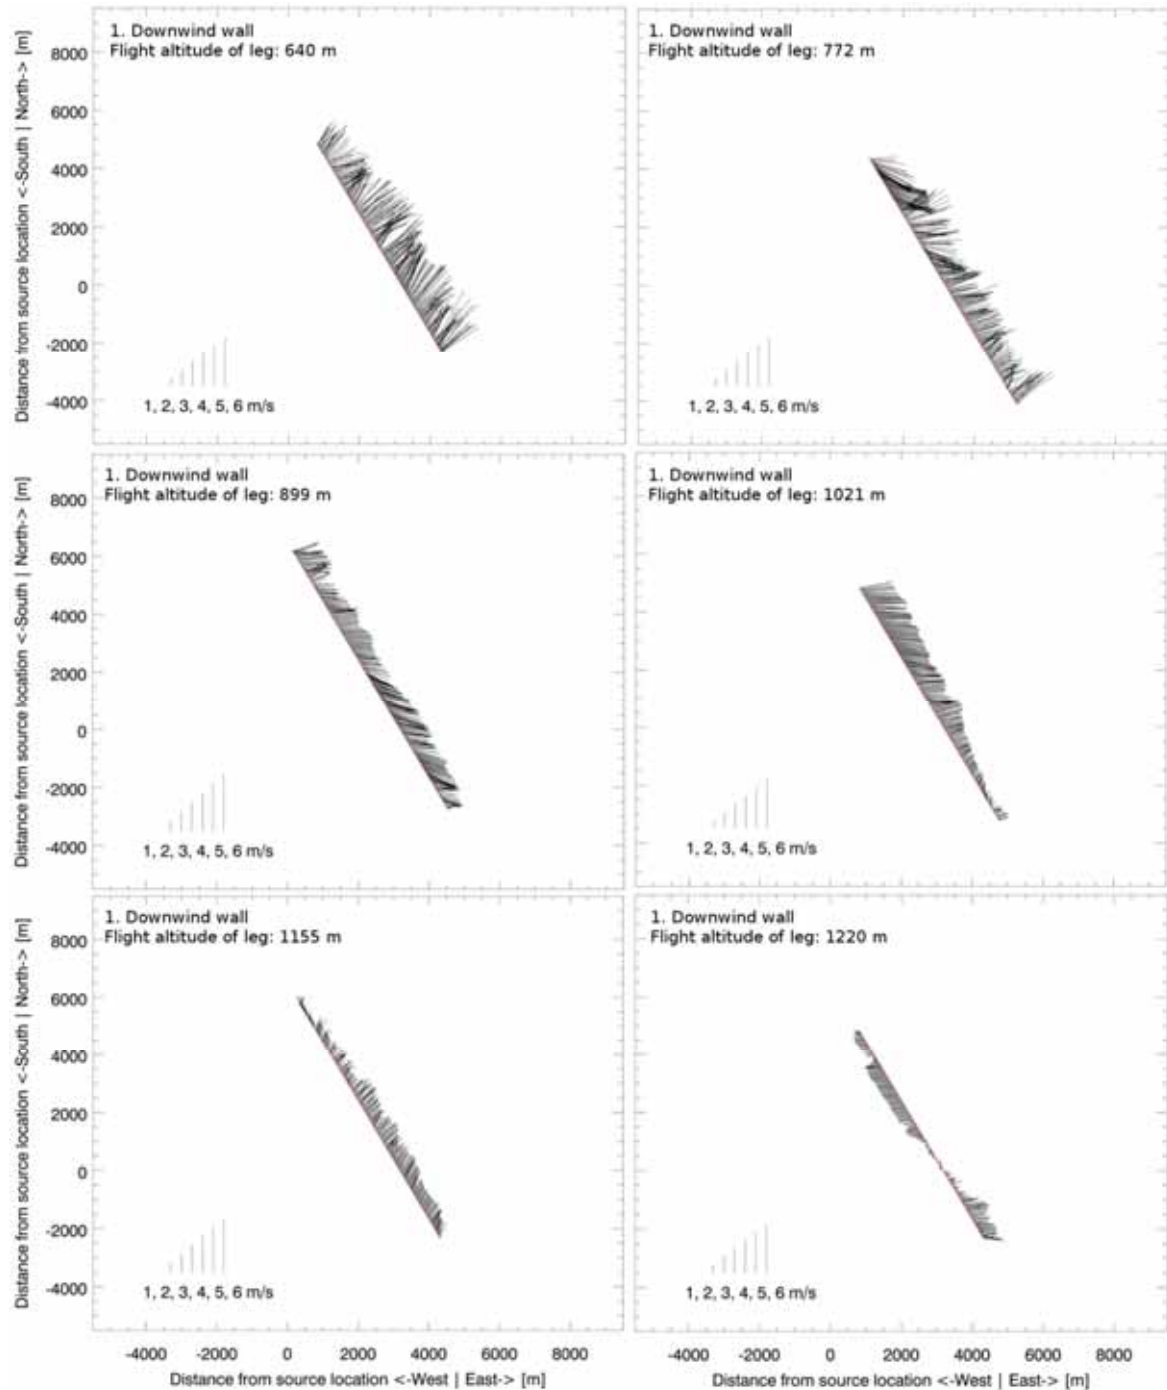 1. Downwind wall
Flight altitude of leg: 640 m
8000
6000
4000
2000
0
-2000
-4000
Distance from source location <-South | North-> [m]
1, 2, 3, 4, 5, 6 m/s
1. Downwind wall
Flight altitude of leg: 772 m
1, 2, 3, 4, 5, 6 m/s
1. Downwind wall
Flight altitude of leg: 899 m
8000
6000
4000
2000
0
-2000
-4000
Distance from source location <-South | North-> [m]
1, 2, 3, 4, 5, 6 m/s
1. Downwind wall
Flight altitude of leg: 1021 m
1, 2, 3, 4, 5, 6 m/s
1. Downwind wall
Flight altitude of leg: 1155 m
8000
6000
4000
2000
0
-2000
-4000
Distance from source location <-South | North-> [m]
1, 2, 3, 4, 5, 6 m/s
-4000 -2000 0 2000 4000 6000 8000
Distance from source location <-West | East-> [m]
1. Downwind wall
Flight altitude of leg: 1220 m
1, 2, 3, 4, 5, 6 m/s
-4000 -2000 0 2000 4000 6000 8000
Distance from source location <-West | East-> [m]